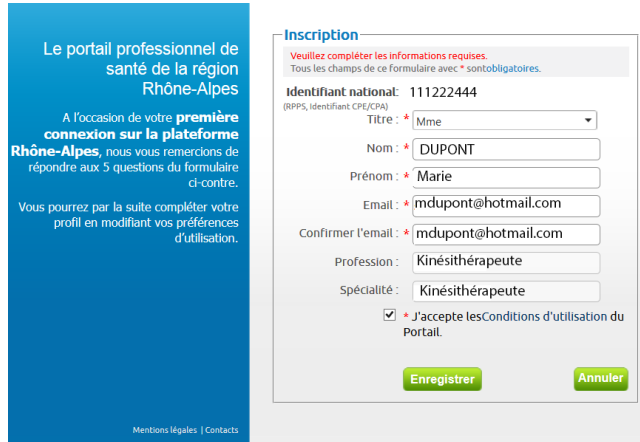 Le portail professionnel de
santé de la région
Rhône-Alpes
A l'occasion de votre première
connexion sur la plateforme
Rhône-Alpes, nous vous remercions de
répondre aux 5 questions du formulaire
ci-contre.
Vous pourrez par la suite compléter votre
profil en modifiant vos préférences
d'utilisation.
Mentions légales | Contacts
Inscription
Veuillez compléter les informations requises.
Tous les champs de ce formulaire avec * sontobligatoires.
Identifiant national: 111222444
(RPPS, Identifiant CPE/CPA)
Titre : * Mme
Nom : * DUPONT
Prénom : * Marie
Email : * mdupont@hotmail.com
Confirmer l'email : * mdupont@hotmail.com
Profession : Kinésithérapeute
Spécialité : Kinésithérapeute
* J'accepte lesConditions d'utilisation du
Portail.
Enregistrer Annuler